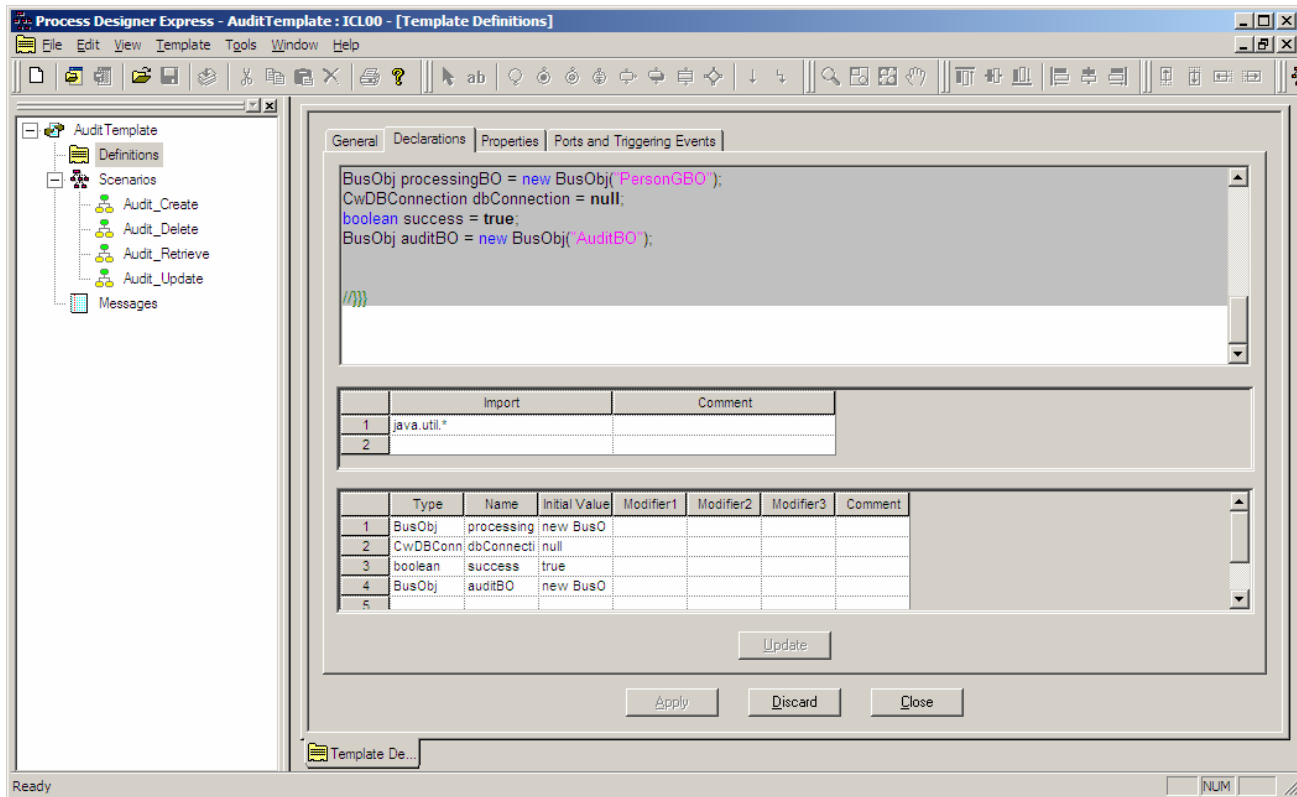 Process Designer Express - AuditTemplate : ICL00 - [Template Definitions]
File Edit View Template Tools Window Help
ab
AuditTemplate
Definitions
Scenarios
Audit_Create
Audit_Delete
Audit_Retrieve
Audit_Update
Messages
General Declarations Properties Ports and Triggering Events
BusObj processingBO = new BusObj("PersonGBO");
CwDBConnection dbConnection = null;
boolean success = true;
BusObj auditBO = new BusObj("AuditBO");
//}}}
Import Comment
1 java.util.*
2
Type Name Initial Value Modifier1 Modifier2 Modifier3 Comment
1 BusObj processing new BusO
2 CwDBConn dbConnecti null
3 boolean success true
4 BusObj auditBO new BusO
5
Update
Apply Discard Close
Template De...
Ready NUM